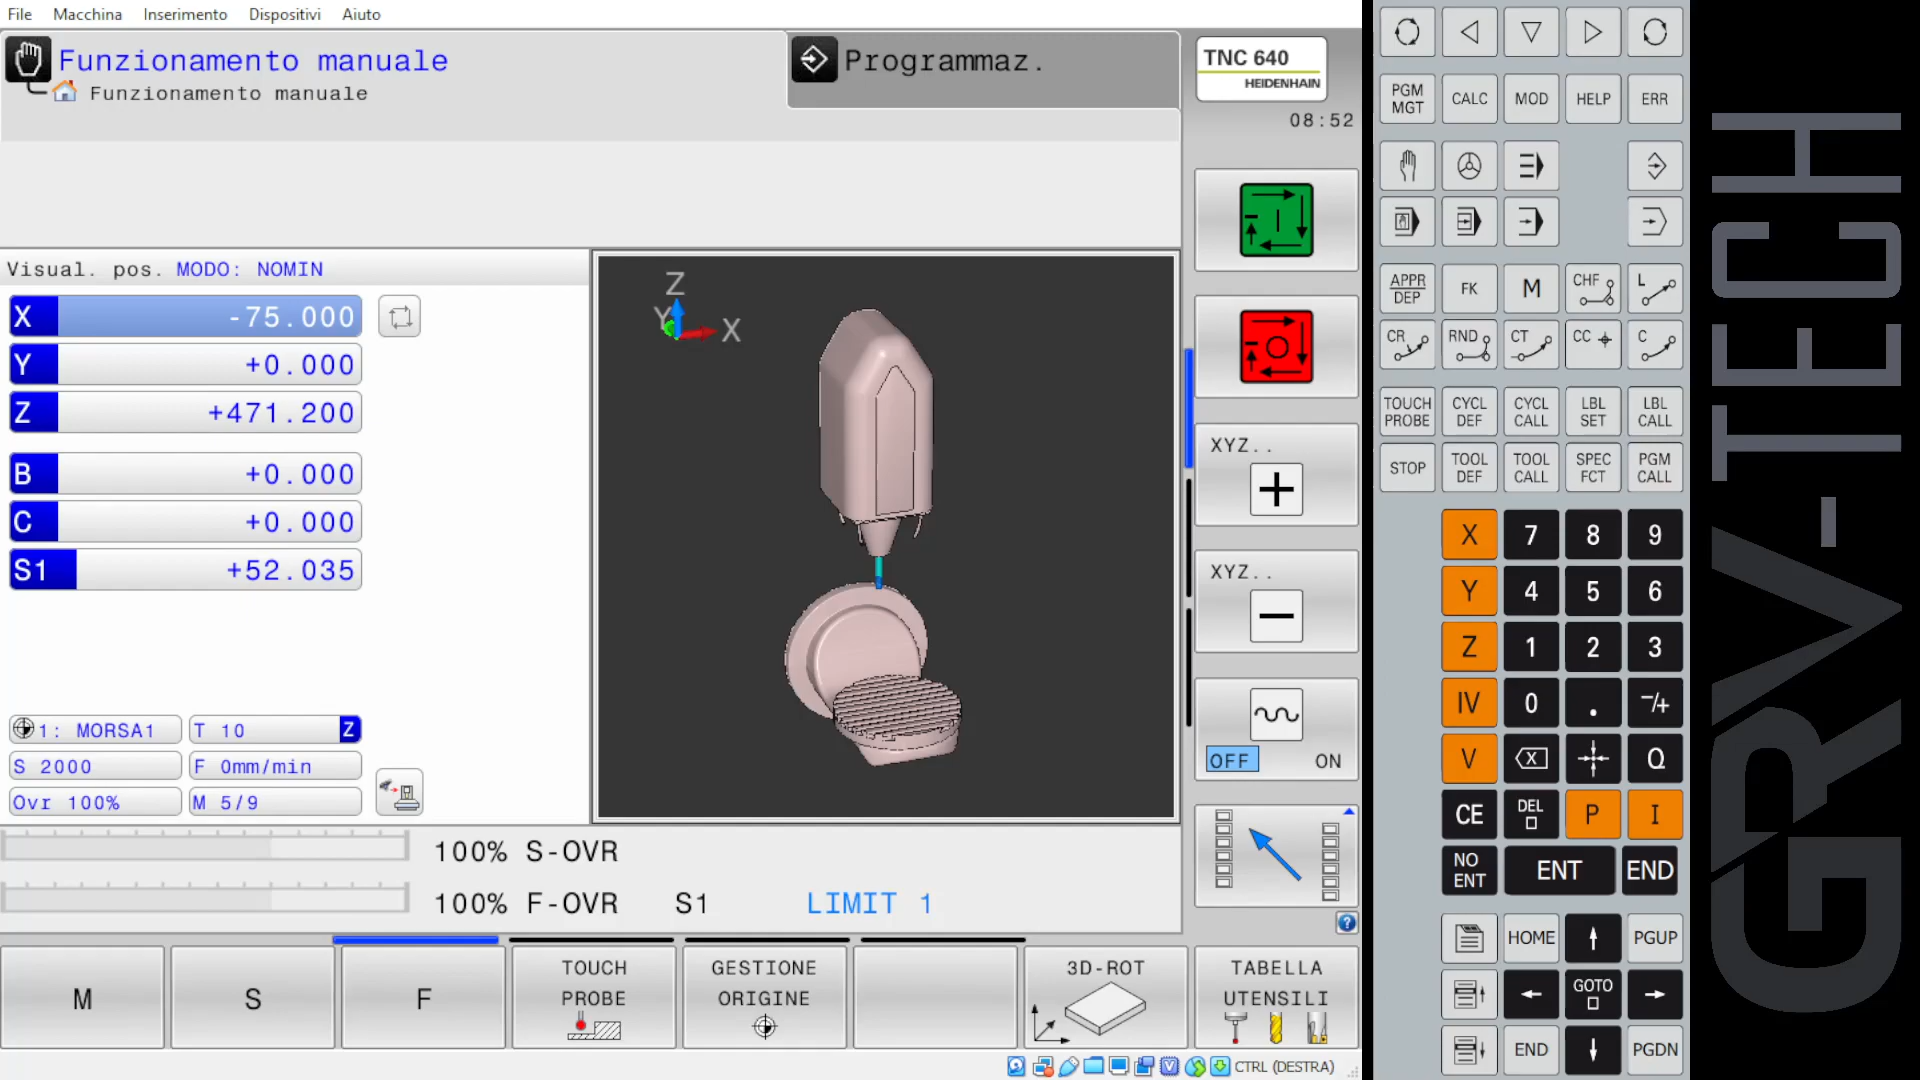 File Macchina Inserimento Dispositivi Aiuto
Funzionamento manuale
Funzionamento manuale
Programmaz.
TNC 640
HEIDENHAIN
08:52
Visual. pos. MODO: NOMIN
X -75.000
Y +0.000
Z +471.200
B +0.000
C +0.000
S1 +52.035
Z
Y
X
1: MORSA1
T 10 Z
S 2000
F 0mm/min
Ovr 100%
M 5/9
100% S-OVR
100% F-OVR S1 LIMIT 1
XYZ..
+
XYZ..
−
OFF ON
M
S
F
TOUCH
PROBE
GESTIONE
ORIGINE
3D-ROT
TABELLA
UTENSILI
CTRL (DESTRA)
PGM
MGT
CALC
MOD
HELP
ERR
APPR
DEP
FK
M
CHF
L
CR
RND
CT
CC
C
TOUCH
PROBE
CYCL
DEF
CYCL
CALL
LBL
SET
LBL
CALL
STOP
TOOL
DEF
TOOL
CALL
SPEC
FCT
PGM
CALL
X 7 8 9
Y 4 5 6
Z 1 2 3
IV 0 . −/+
V X Q
CE
DEL
P I
NO
ENT
ENT
END
HOME
PGUP
GOTO
END
PGDN
GRV-TECH